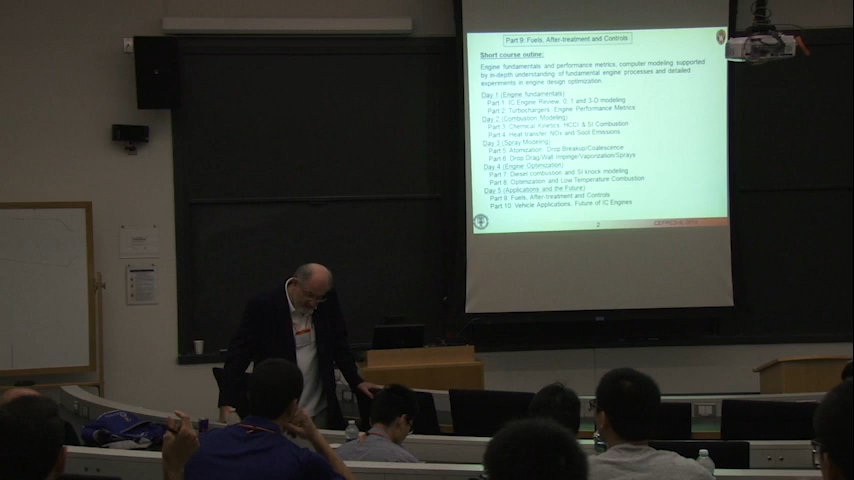 Part 9: Fuels, After-treatment and Controls
Short course outine:
Engine fundamentals and performance metrics, computer modeling supported
by in-depth understanding of fundamental engine processes and detailed
experiments in engine design optimization.
Day 1 (Engine fundamentals)
Part 1: IC Engine Review, 0, 1 and 3-D modeling
Part 2: Turbochargers, Engine Performance Metrics
Day 2 (Combustion Modeling)
Part 3: Chemical Kinetics, HCCI & SI Combustion
Part 4: Heat transfer, NOx and Soot Emissions
Day 3 (Spray Modeling)
Part 5: Atomization, Drop Breakup/Coalescence
Part 6: Drop Drag/Wall Impinge/Vaporization/Sprays
Day 4 (Engine Optimization)
Part 7: Diesel combustion and SI knock modeling
Part 8: Optimization and Low Temperature Combustion
Day 5 (Applications and the Future)
Part 9: Fuels, After-treatment and Controls
Part 10: Vehicle Applications, Future of IC Engines
2